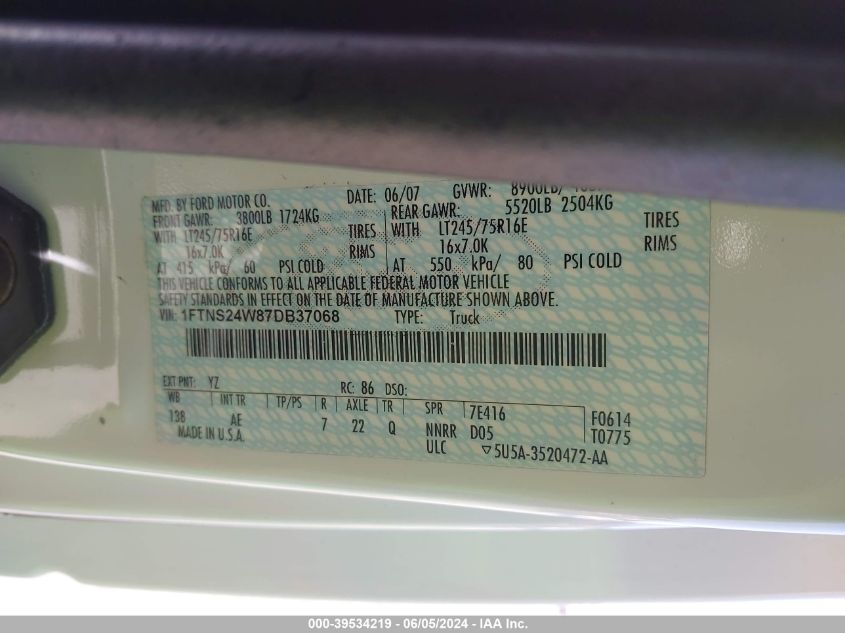 MFD. BY FORD MOTOR CO. DATE: 06/07 GVWR: 8900LB/
FRONT GAWR: 3800LB 1724KG REAR GAWR: 5520LB 2504KG
WITH LT245/75R16E TIRES WITH LT245/75R16E TIRES
16x7.0K RIMS 16x7.0K RIMS
AT 415 kPa/ 60 PSI COLD AT 550 kPa/ 80 PSI COLD
THIS VEHICLE CONFORMS TO ALL APPLICABLE FEDERAL MOTOR VEHICLE
SAFETY STANDARDS IN EFFECT ON THE DATE OF MANUFACTURE SHOWN ABOVE.
VIN: 1FTNS24W87DB37068 TYPE: Truck
EXT PNT: YZ RC: 86 DSO:
WB INT TR TP/PS R AXLE TR SPR 7E416 F0614
138 AE 7 22 Q NNRR D05 T0775
MADE IN U.S.A. ULC ▽5U5A-3520472-AA
000-39534219 - 06/05/2024 - IAA Inc.